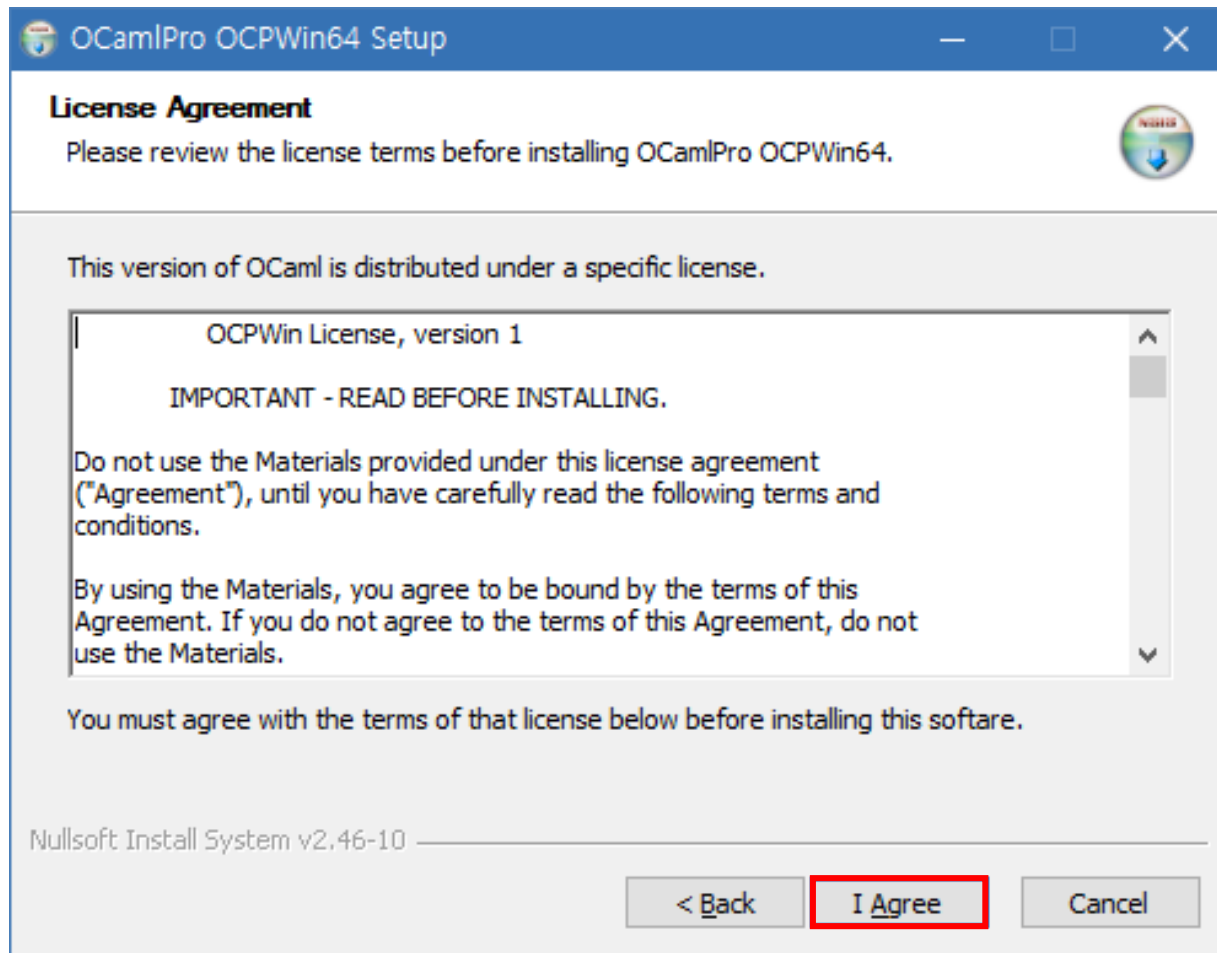 OCamlPro OCPWin64 Setup
License Agreement
Please review the license terms before installing OCamlPro OCPWin64.
This version of OCaml is distributed under a specific license.
OCPWin License, version 1
IMPORTANT - READ BEFORE INSTALLING.
Do not use the Materials provided under this license agreement
("Agreement"), until you have carefully read the following terms and
conditions.
By using the Materials, you agree to be bound by the terms of this
Agreement. If you do not agree to the terms of this Agreement, do not
use the Materials.
You must agree with the terms of that license below before installing this softare.
Nullsoft Install System v2.46-10
< Back
I Agree
Cancel